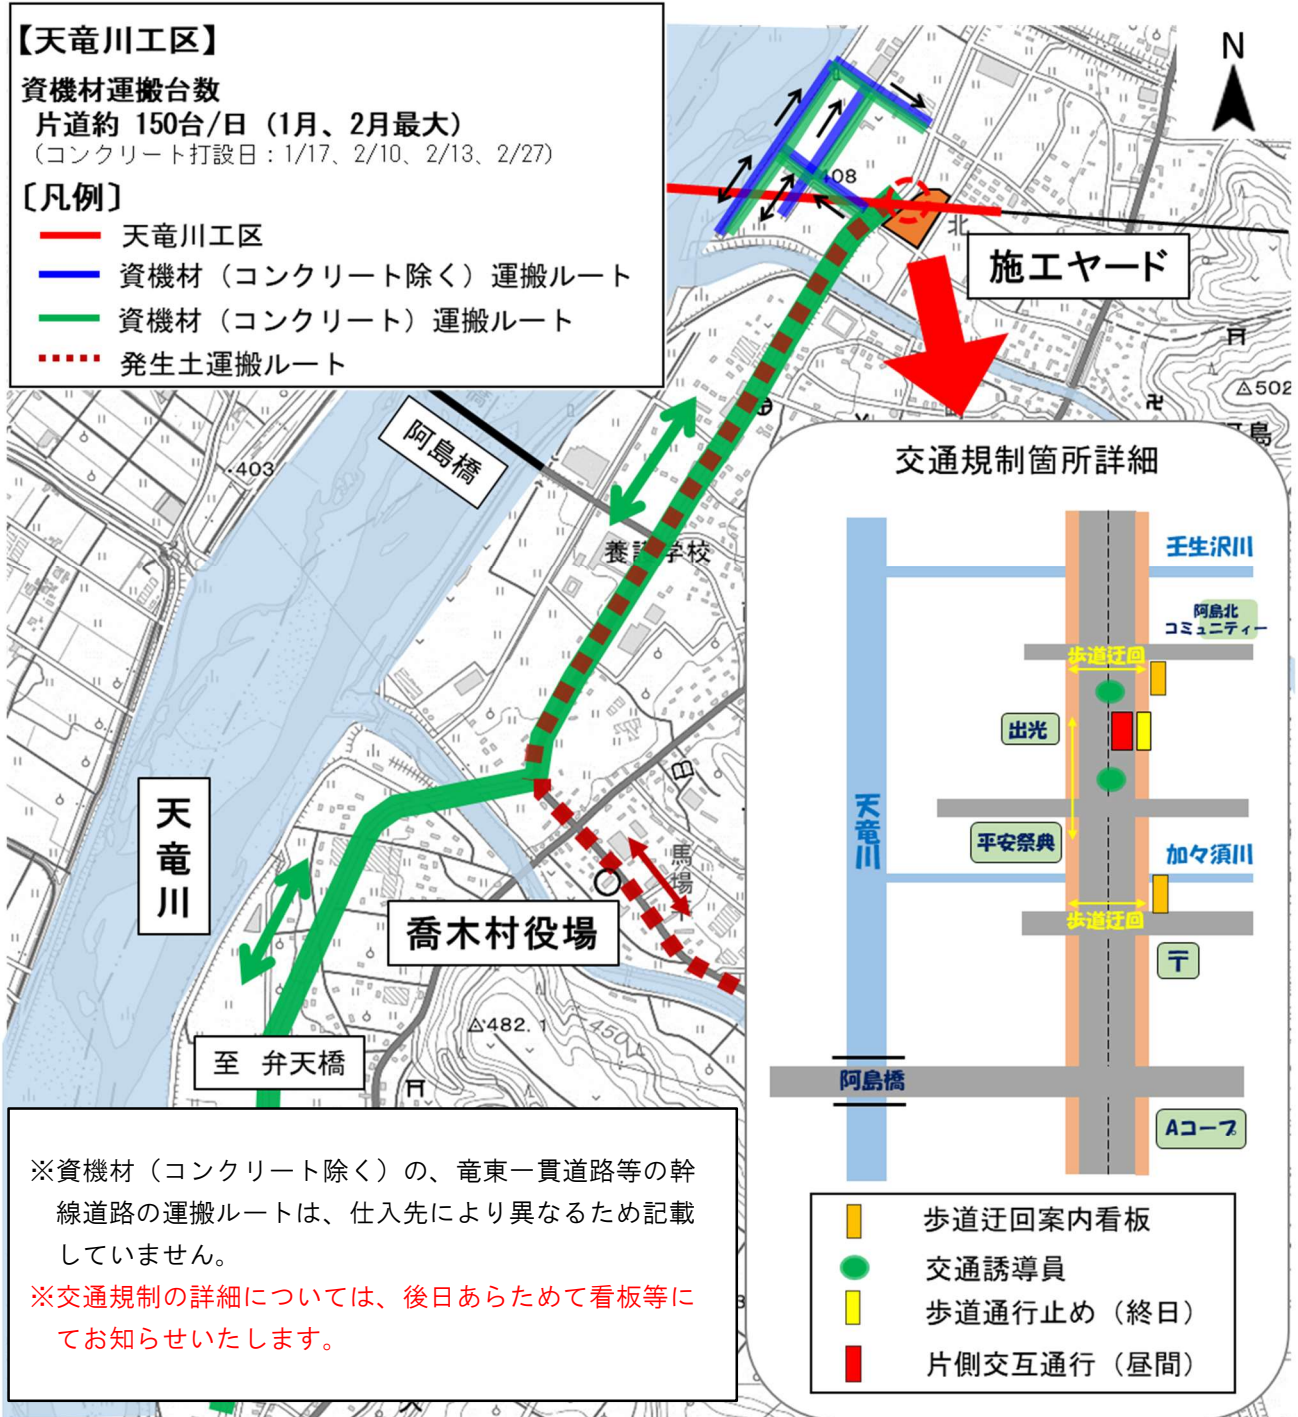 【天竜川工区】
資機材運搬台数
片道約 150台/日（1月、2月最大）
（コンクリート打設日：1/17、2/10、2/13、2/27）
〔凡例〕
天竜川工区
資機材（コンクリート除く）運搬ルート
資機材（コンクリート）運搬ルート
発生土運搬ルート
N
408
北
施工ヤード
502
阿島橋
403
養護学校
天竜川
馬場
喬木村役場
482.1
450
至 弁天橋
交通規制箇所詳細
壬生沢川
阿島北
コミュニティー
歩道迂回
出光
天竜川
平安祭典
加々須川
歩道迂回
〒
阿島橋
Aコープ
歩道迂回案内看板
交通誘導員
歩道通行止め（終日）
片側交互通行（昼間）
※資機材（コンクリート除く）の、竜東一貫道路等の幹
線道路の運搬ルートは、仕入先により異なるため記載
していません。
※交通規制の詳細については、後日あらためて看板等に
てお知らせいたします。